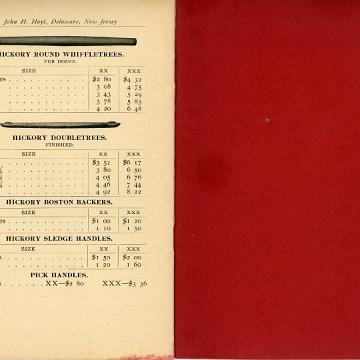 John H. Hoyt, Delaware, New Jersey
HICKORY ROUND WHIFFLETREES.
PER DOZEN.
SIZE XX XXX
$2 80 $4 32
3 08 4 75
3 43 5 29
3 78 5 83
4 20 6 48
HICKORY DOUBLETREES.
FINISHED.
SIZE XX XXX
$3 51 $6 17
3 80 6 50
4 05 6 76
4 46 7 44
4 92 8 22
HICKORY BOSTON BACKERS.
SIZE XX XXX
$1 00 $1 20
1 10 1 50
HICKORY SLEDGE HANDLES.
SIZE XX XXX
$1 50 $2 00
1 20 1 60
PICK HANDLES.
XX—$2 80 XXX—$3 36